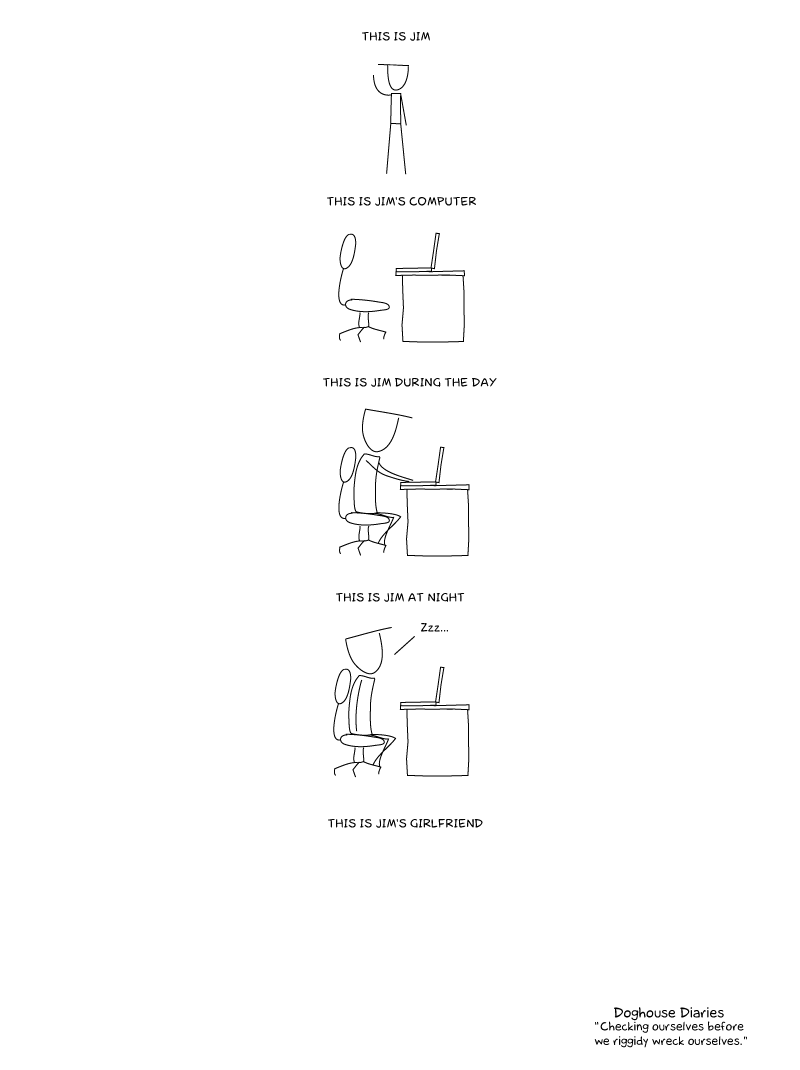 THIS IS JIM
THIS IS JIM'S COMPUTER
THIS IS JIM DURING THE DAY
THIS IS JIM AT NIGHT
Zzz...
THIS IS JIM'S GIRLFRIEND
Doghouse Diaries
"Checking ourselves before
we riggidy wreck ourselves."